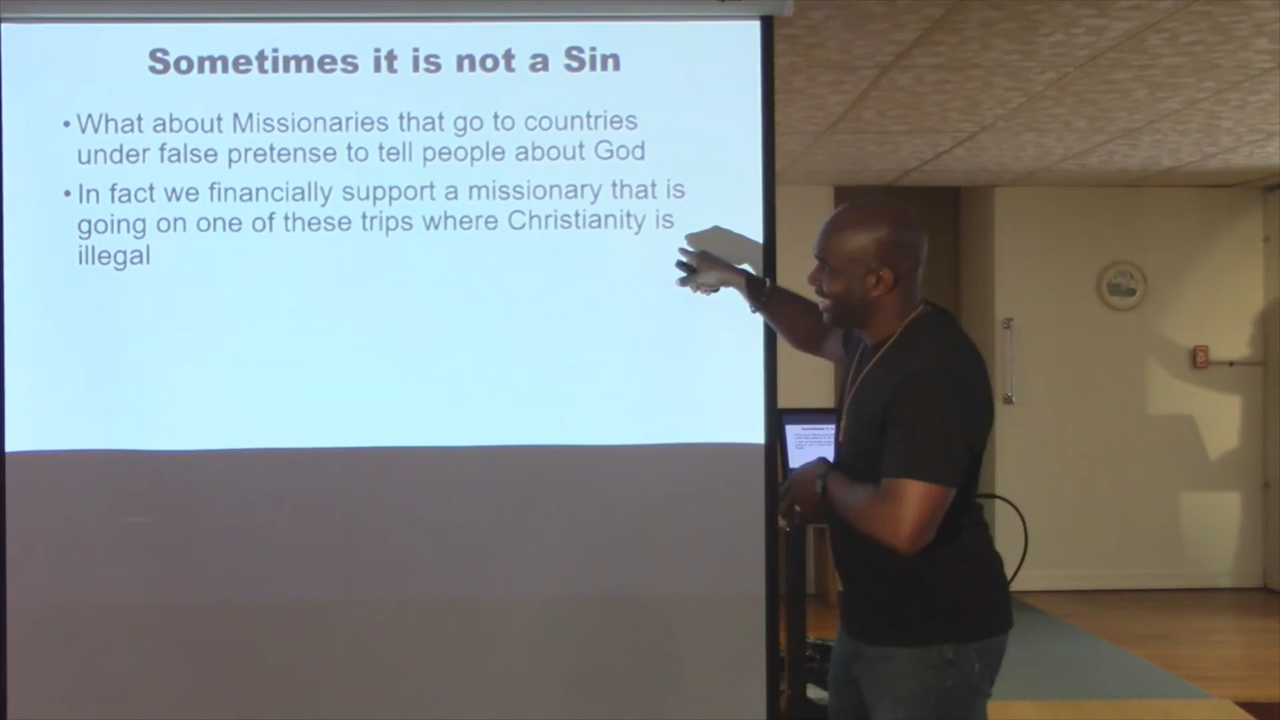 Sometimes it is not a Sin
• What about Missionaries that go to countries
under false pretense to tell people about God
• In fact we financially support a missionary that is
going on one of these trips where Christianity is
illegal